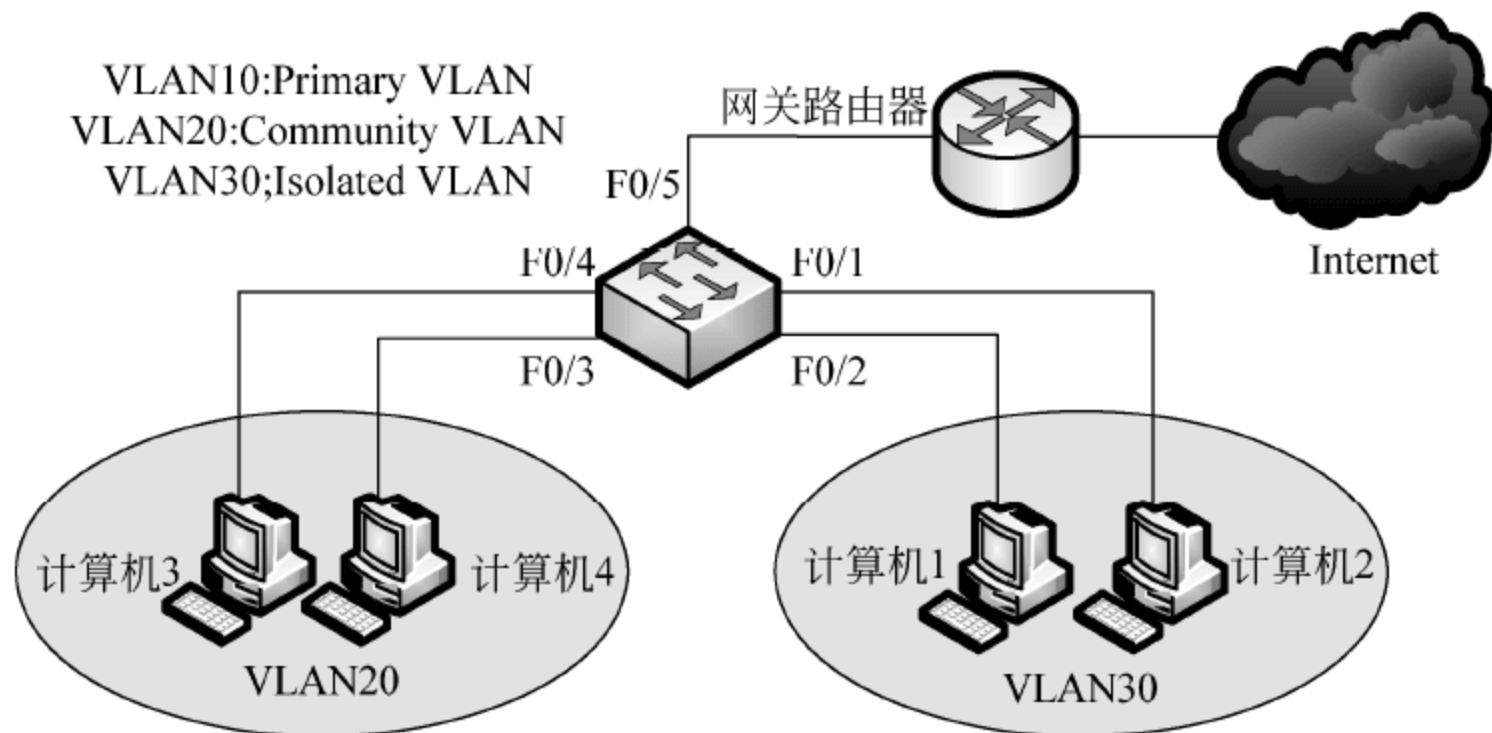 VLAN10:Primary VLAN
VLAN20:Community VLAN
VLAN30;Isolated VLAN
网关路由器
Internet
F0/5
F0/4
F0/1
F0/3
F0/2
计算机3
计算机4
计算机1
计算机2
VLAN20
VLAN30